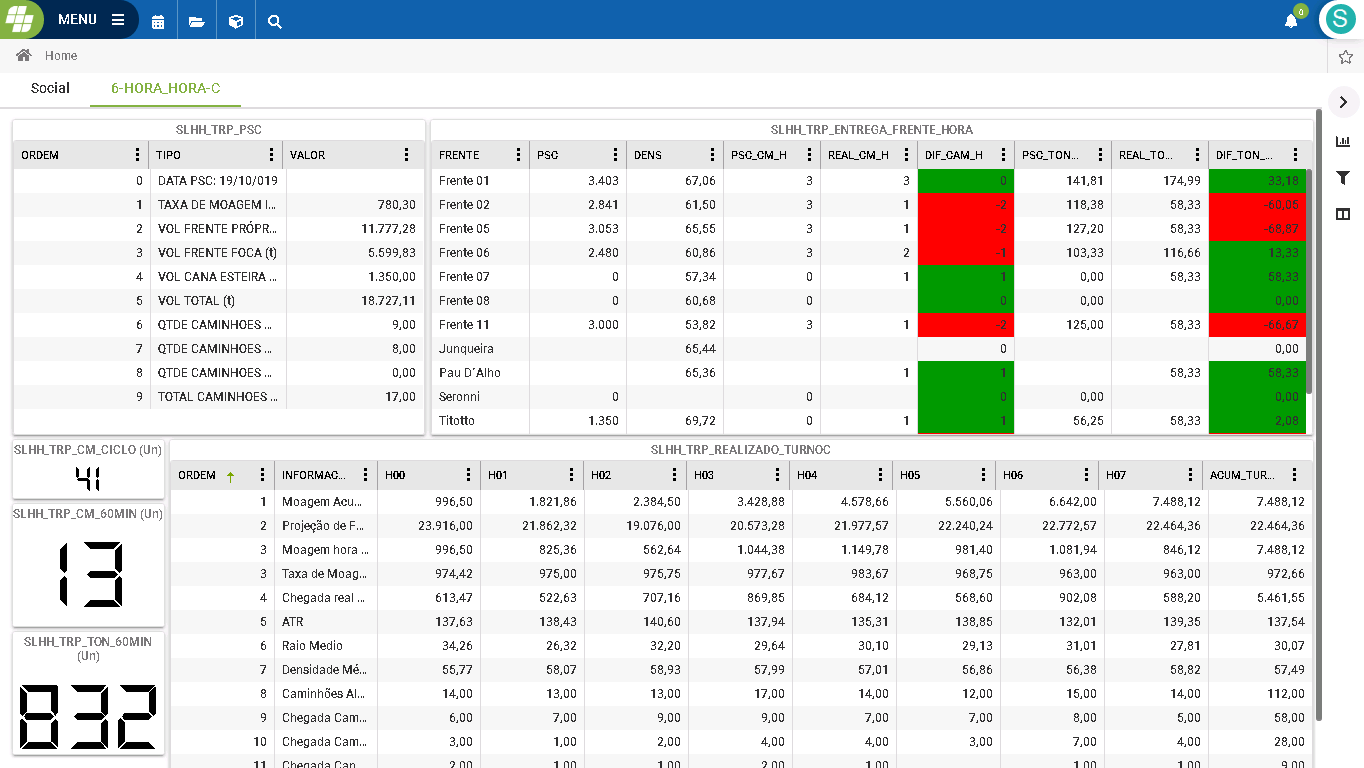 MENU
0
S
Home
Social 6-HORA_HORA-C
SLHH_TRP_PSC
ORDEM TIPO VALOR
0 DATA PSC: 19/10/019
1 TAXA DE MOAGEM I... 780,30
2 VOL FRENTE PRÓPR... 11.777,28
3 VOL FRENTE FOCA (t) 5.599,83
4 VOL CANA ESTEIRA ... 1.350,00
5 VOL TOTAL (t) 18.727,11
6 QTDE CAMINHOES ... 9,00
7 QTDE CAMINHOES ... 8,00
8 QTDE CAMINHOES ... 0,00
9 TOTAL CAMINHOES ... 17,00
SLHH_TRP_ENTREGA_FRENTE_HORA
FRENTE PSC DENS PSC_CM_H REAL_CM_H DIF_CAM_H PSC_TON... REAL_TO... DIF_TON_...
Frente 01 3.403 67,06 3 3 0 141,81 174,99 33,18
Frente 02 2.841 61,50 3 1 -2 118,38 58,33 -60,05
Frente 05 3.053 65,55 3 1 -2 127,20 58,33 -68,87
Frente 06 2.480 60,86 3 2 -1 103,33 116,66 13,33
Frente 07 0 57,34 0 1 1 0,00 58,33 58,33
Frente 08 0 60,68 0 0 0,00 0,00
Frente 11 3.000 53,82 3 1 -2 125,00 58,33 -66,67
Junqueira 65,44 0 0,00
Pau D´Alho 65,36 1 1 58,33 58,33
Seronni 0 0 0 0,00 0,00
Titotto 1.350 69,72 0 1 1 56,25 58,33 2,08
SLHH_TRP_CM_CICLO (Un)
41
SLHH_TRP_CM_60MIN (Un)
13
SLHH_TRP_TON_60MIN
(Un)
832
SLHH_TRP_REALIZADO_TURNOC
ORDEM INFORMAC... H00 H01 H02 H03 H04 H05 H06 H07 ACUM_TUR...
1 Moagem Acu... 996,50 1.821,86 2.384,50 3.428,88 4.578,66 5.560,06 6.642,00 7.488,12 7.488,12
2 Projeção de F... 23.916,00 21.862,32 19.076,00 20.573,28 21.977,57 22.240,24 22.772,57 22.464,36 22.464,36
3 Moagem hora ... 996,50 825,36 562,64 1.044,38 1.149,78 981,40 1.081,94 846,12 7.488,12
3 Taxa de Moag... 974,42 975,00 975,75 977,67 983,67 968,75 963,00 963,00 972,66
4 Chegada real ... 613,47 522,63 707,16 869,85 684,12 568,60 902,08 588,20 5.461,55
5 ATR 137,63 138,43 140,60 137,94 135,31 138,85 132,01 139,35 137,54
6 Raio Medio 34,26 26,32 32,20 29,64 30,10 29,13 31,01 27,81 30,07
7 Densidade Mé... 55,77 58,07 58,93 57,99 57,01 56,86 56,38 58,82 57,49
8 Caminhões Al... 14,00 13,00 13,00 17,00 14,00 12,00 15,00 14,00 112,00
9 Chegada Cam... 6,00 7,00 9,00 9,00 7,00 7,00 8,00 5,00 58,00
10 Chegada Cam... 3,00 1,00 2,00 4,00 4,00 3,00 7,00 4,00 28,00
11 Chegada Can... 2,00 1,00 1,00 2,00 1,00 1,00 1,00 9,00